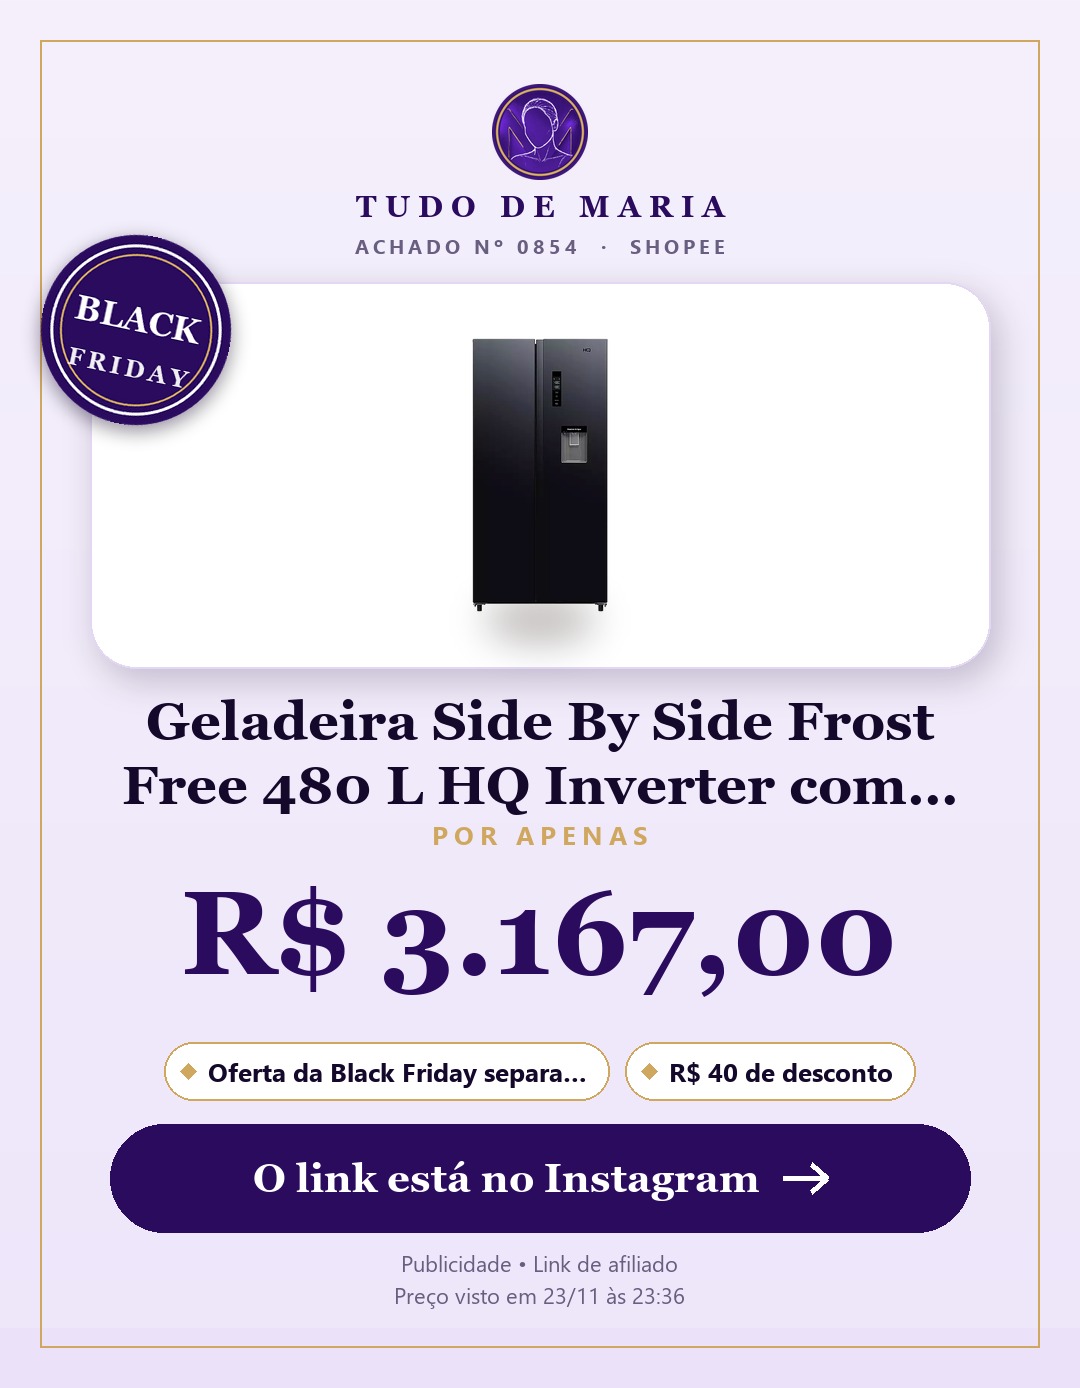 TUDO DE MARIA
ACHADO Nº 0854 · SHOPEE
BLACK
FRIDAY
HQ
Geladeira Side By Side Frost
Free 480 L HQ Inverter com...
POR APENAS
R$ 3.167,00
Oferta da Black Friday separa...
R$ 40 de desconto
O link está no Instagram →
Publicidade • Link de afiliado
Preço visto em 23/11 às 23:36